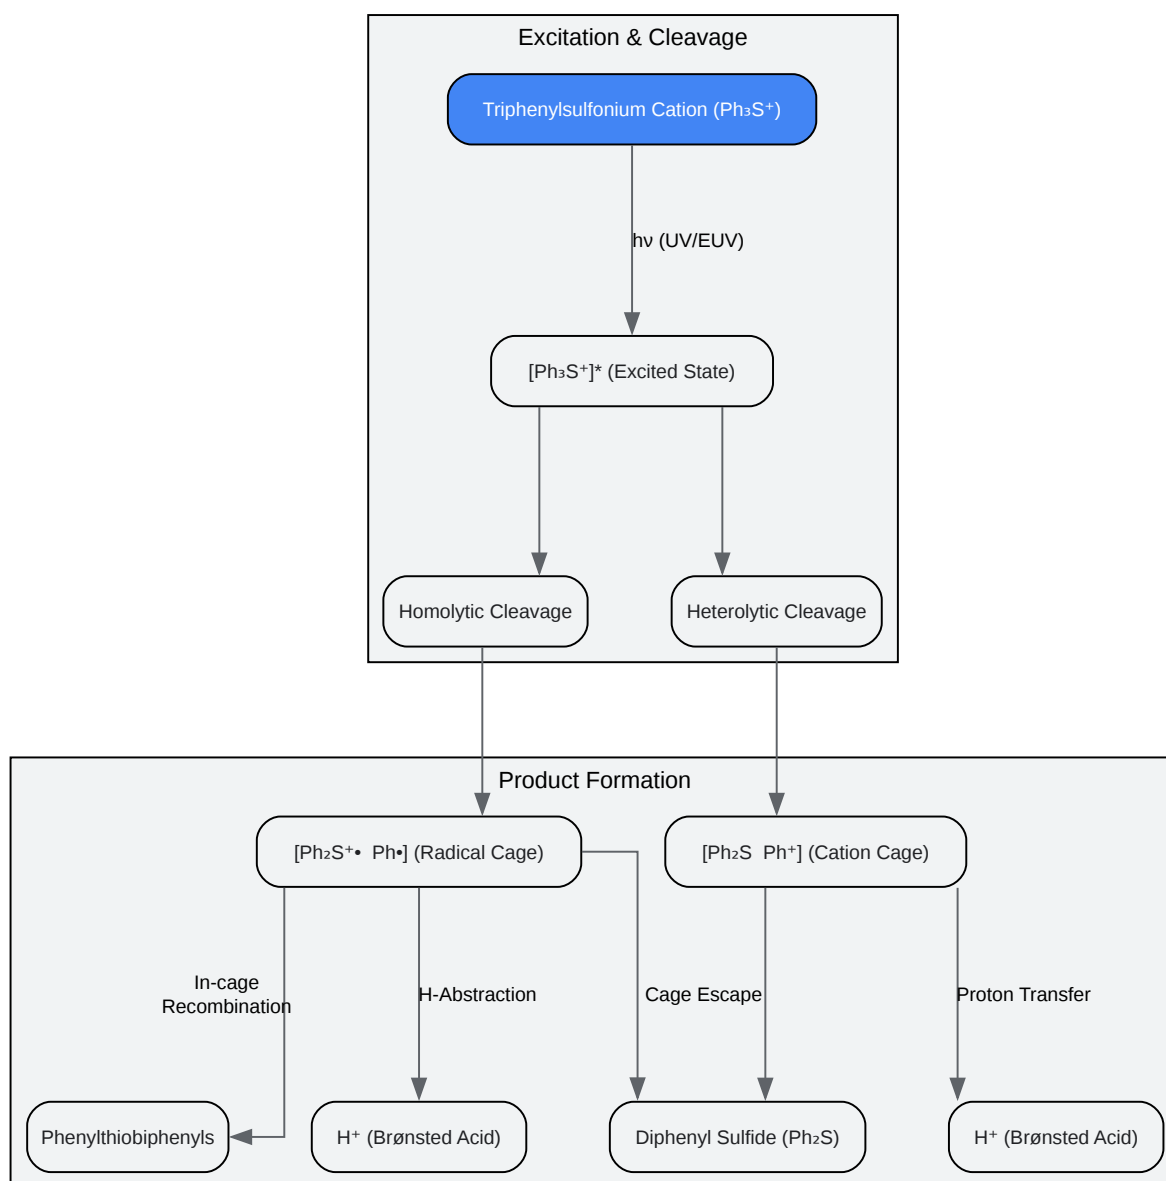 Excitation & Cleavage
Triphenylsulfonium Cation (Ph₃S⁺)
hν (UV/EUV)
[Ph₃S⁺]* (Excited State)
Homolytic Cleavage
Heterolytic Cleavage
Product Formation
[Ph₂S⁺•  Ph•] (Radical Cage)
[Ph₂S  Ph⁺] (Cation Cage)
In-cage
Recombination
H-Abstraction
Cage Escape
Proton Transfer
Phenylthiobiphenyls
H⁺ (Brønsted Acid)
Diphenyl Sulfide (Ph₂S)
H⁺ (Brønsted Acid)